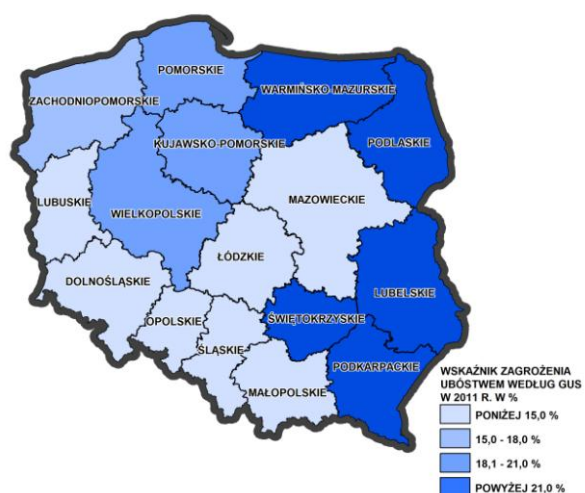 POMORSKIE
WARMIŃSKO-MAZURSKIE
ZACHODNIOPOMORSKIE
KUJAWSKO-POMORSKIE
PODLASKIE
LUBUSKIE
WIELKOPOLSKIE
MAZOWIECKIE
ŁÓDZKIE
DOLNOŚLĄSKIE
LUBELSKIE
OPOLSKIE
ŚWIĘTOKRZYSKIE
ŚLĄSKIE
PODKARPACKIE
MAŁOPOLSKIE
WSKAŹNIK ZAGROŻENIA
UBÓSTWEM WEDŁUG GUS
W 2011 R. W %
PONIŻEJ 15,0 %
15,0 - 18,0 %
18,1 - 21,0 %
POWYŻEJ 21,0 %